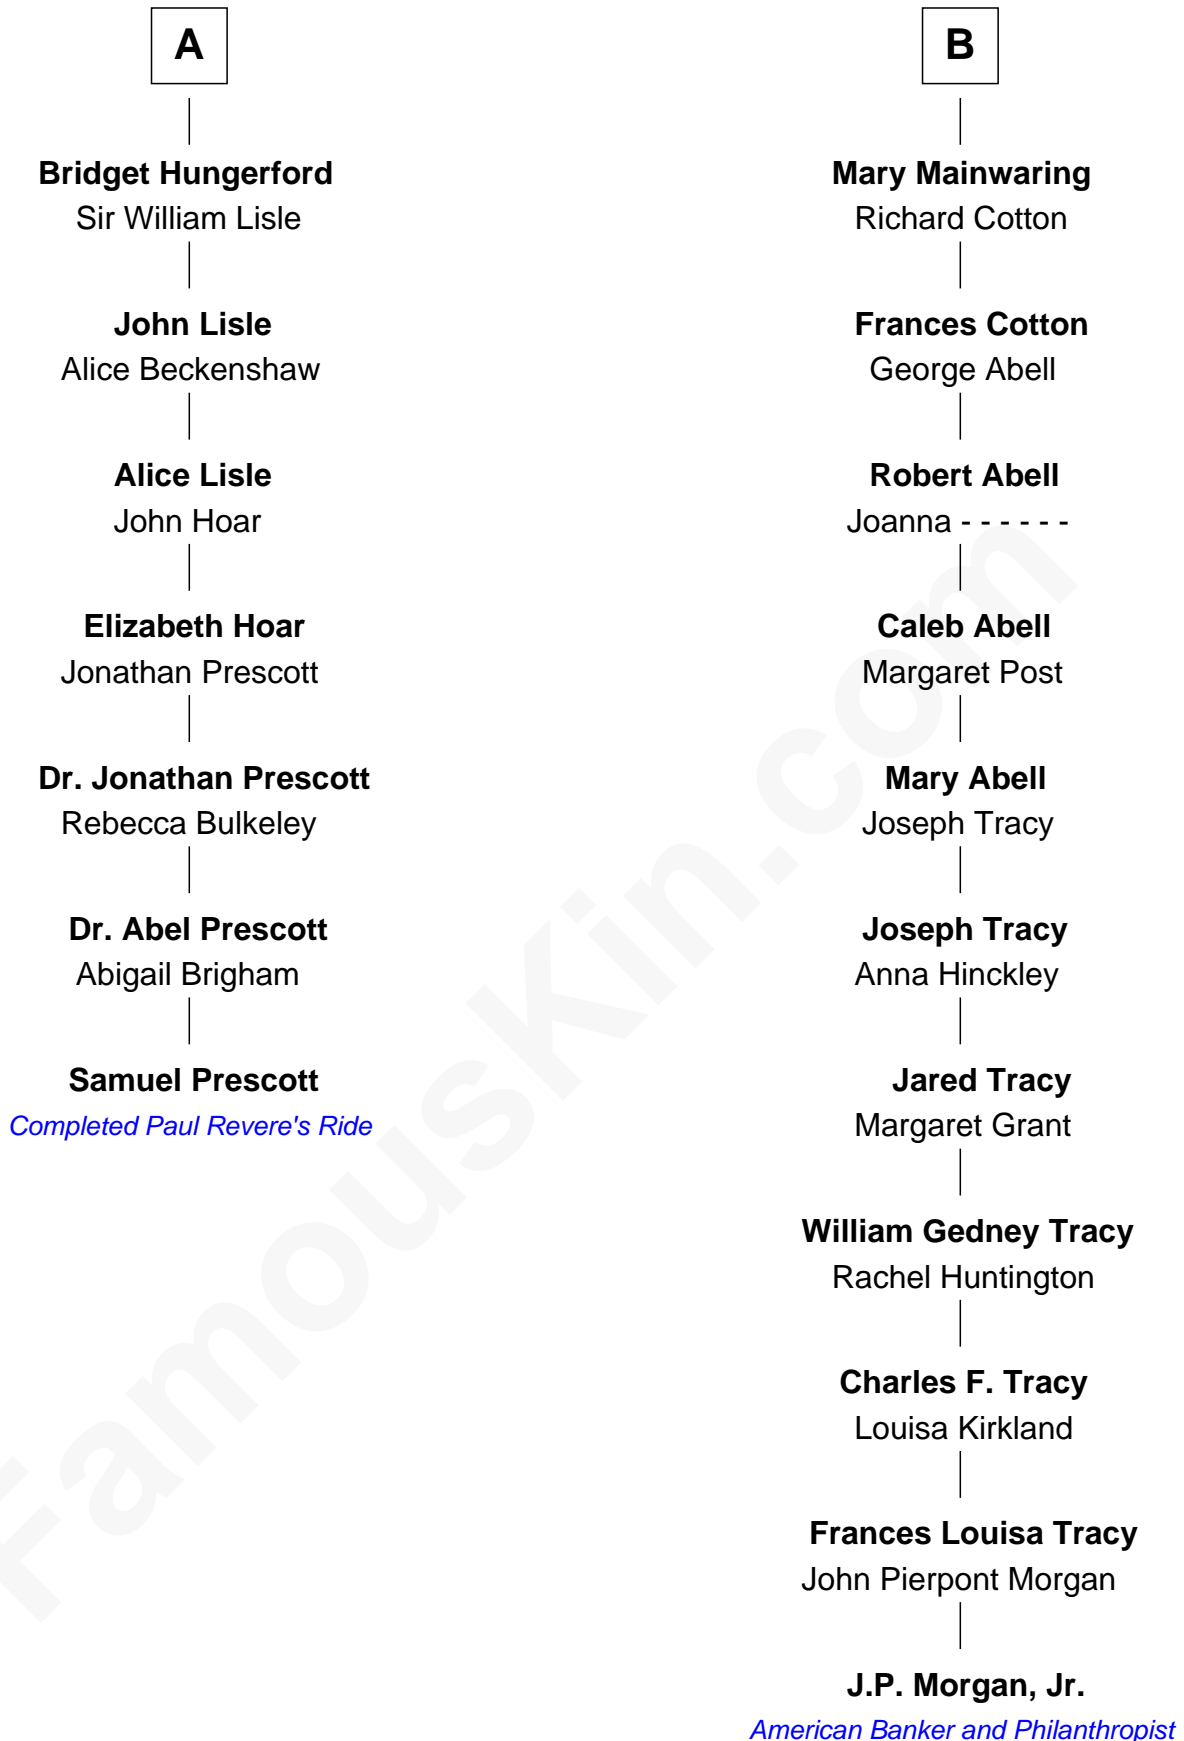 A
Bridget Hungerford
Sir William Lisle
John Lisle
Alice Beckenshaw
Alice Lisle
John Hoar
Elizabeth Hoar
Jonathan Prescott
Dr. Jonathan Prescott
Rebecca Bulkeley
Dr. Abel Prescott
Abigail Brigham
Samuel Prescott
Completed Paul Revere's Ride
B
Mary Mainwaring
Richard Cotton
Frances Cotton
George Abell
Robert Abell
Joanna - - - - - -
Caleb Abell
Margaret Post
Mary Abell
Joseph Tracy
Joseph Tracy
Anna Hinckley
Jared Tracy
Margaret Grant
William Gedney Tracy
Rachel Huntington
Charles F. Tracy
Louisa Kirkland
Frances Louisa Tracy
John Pierpont Morgan
J.P. Morgan, Jr.
American Banker and Philanthropist
FamousKin.com